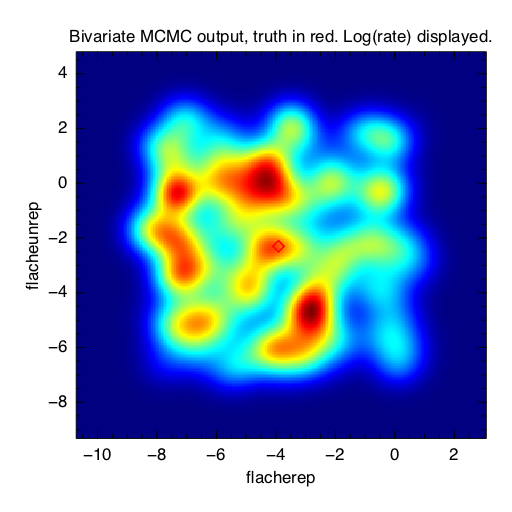 Bivariate MCMC output, truth in red. Log(rate) displayed.
4
2
0
−2
−4
−6
−8
flacheunrep
−10 −8 −6 −4 −2 0 2
flacherep